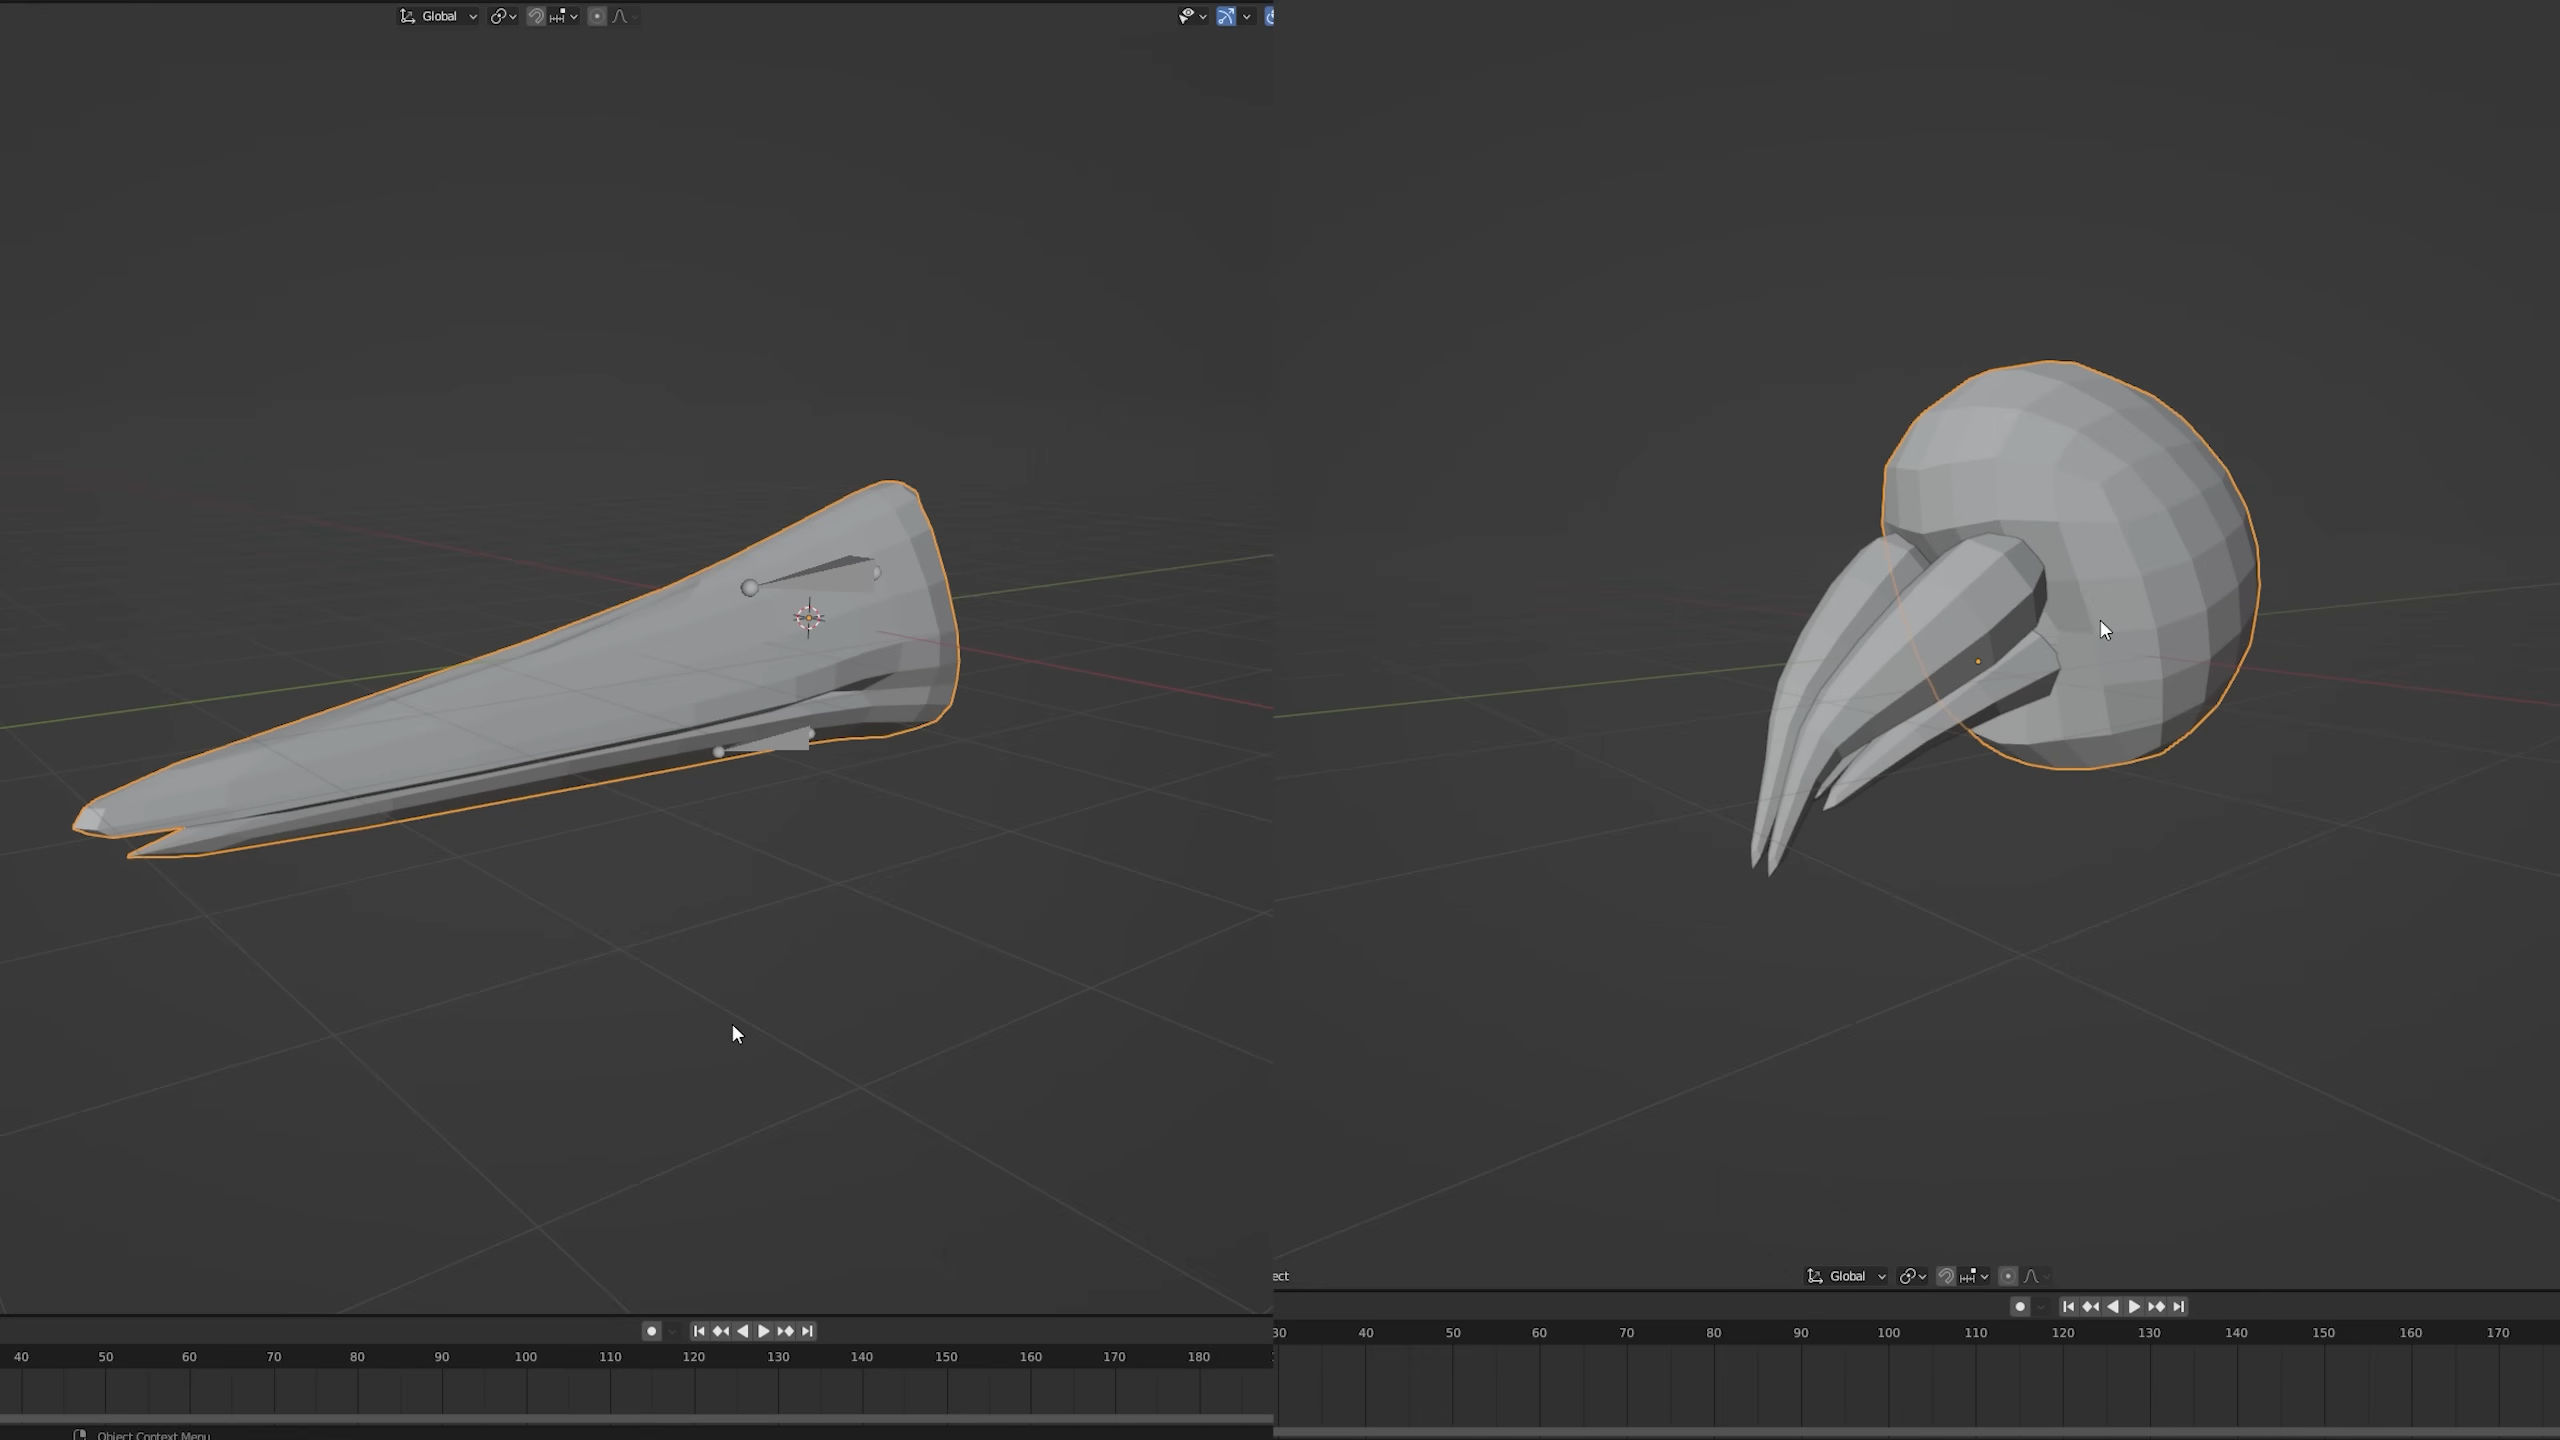 Global
ect
Global
30 40 50 60 70 80 90 100 110 120 130 140 150 160 170
40 50 60 70 80 90 100 110 120 130 140 150 160 170 180
Object Context Menu